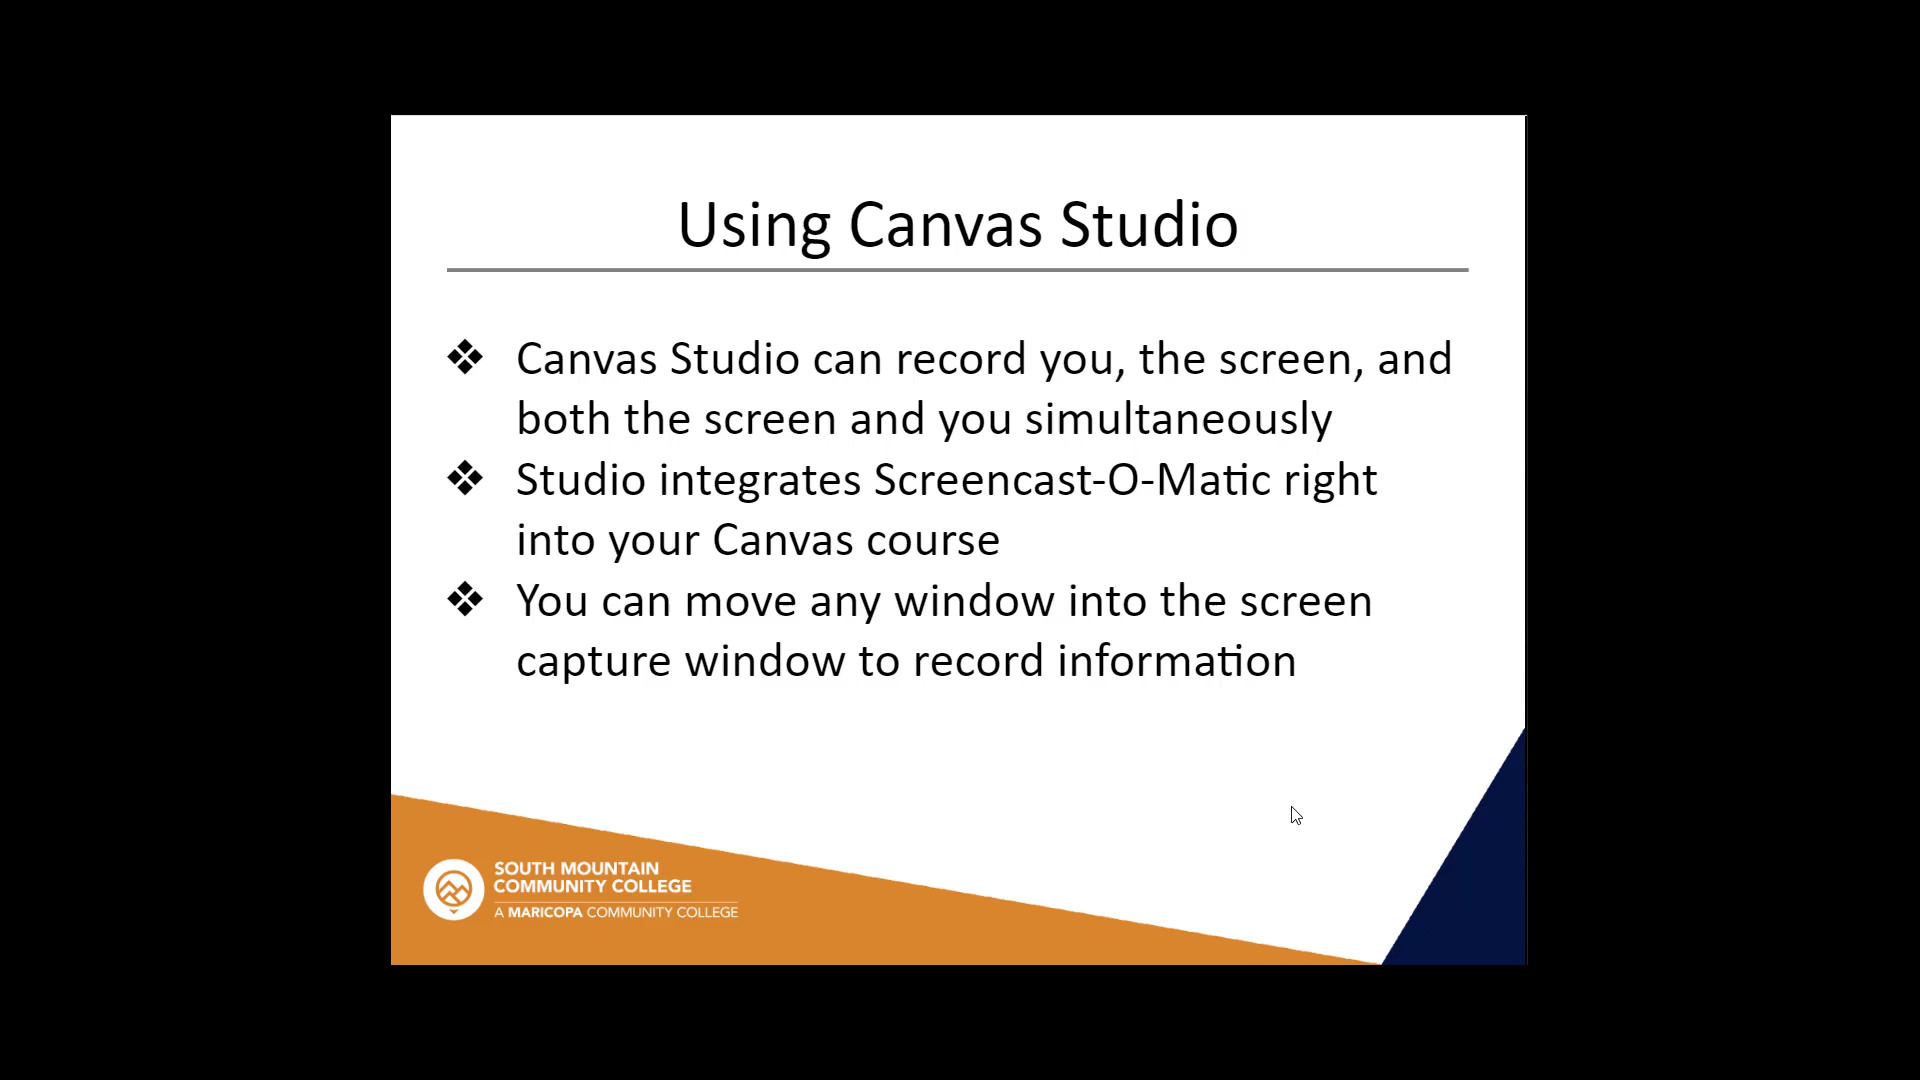 Using Canvas Studio
❖ Canvas Studio can record you, the screen, and
both the screen and you simultaneously
❖ Studio integrates Screencast-O-Matic right
into your Canvas course
❖ You can move any window into the screen
capture window to record information
SOUTH MOUNTAIN
COMMUNITY COLLEGE
A MARICOPA COMMUNITY COLLEGE